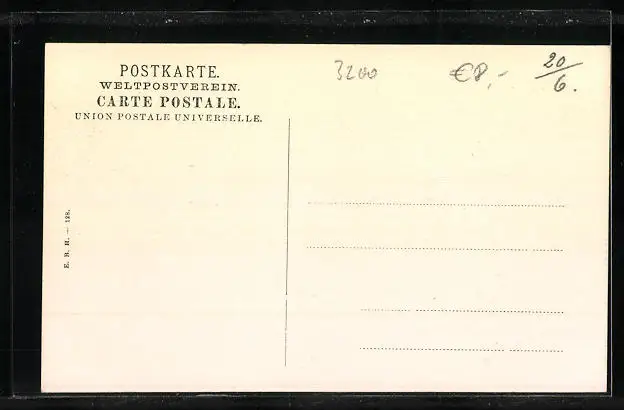 POSTKARTE.
WELTPOSTVEREIN.
CARTE POSTALE.
UNION POSTALE UNIVERSELLE.
3200
€8,-
20/6.
E. B. H. — 128.